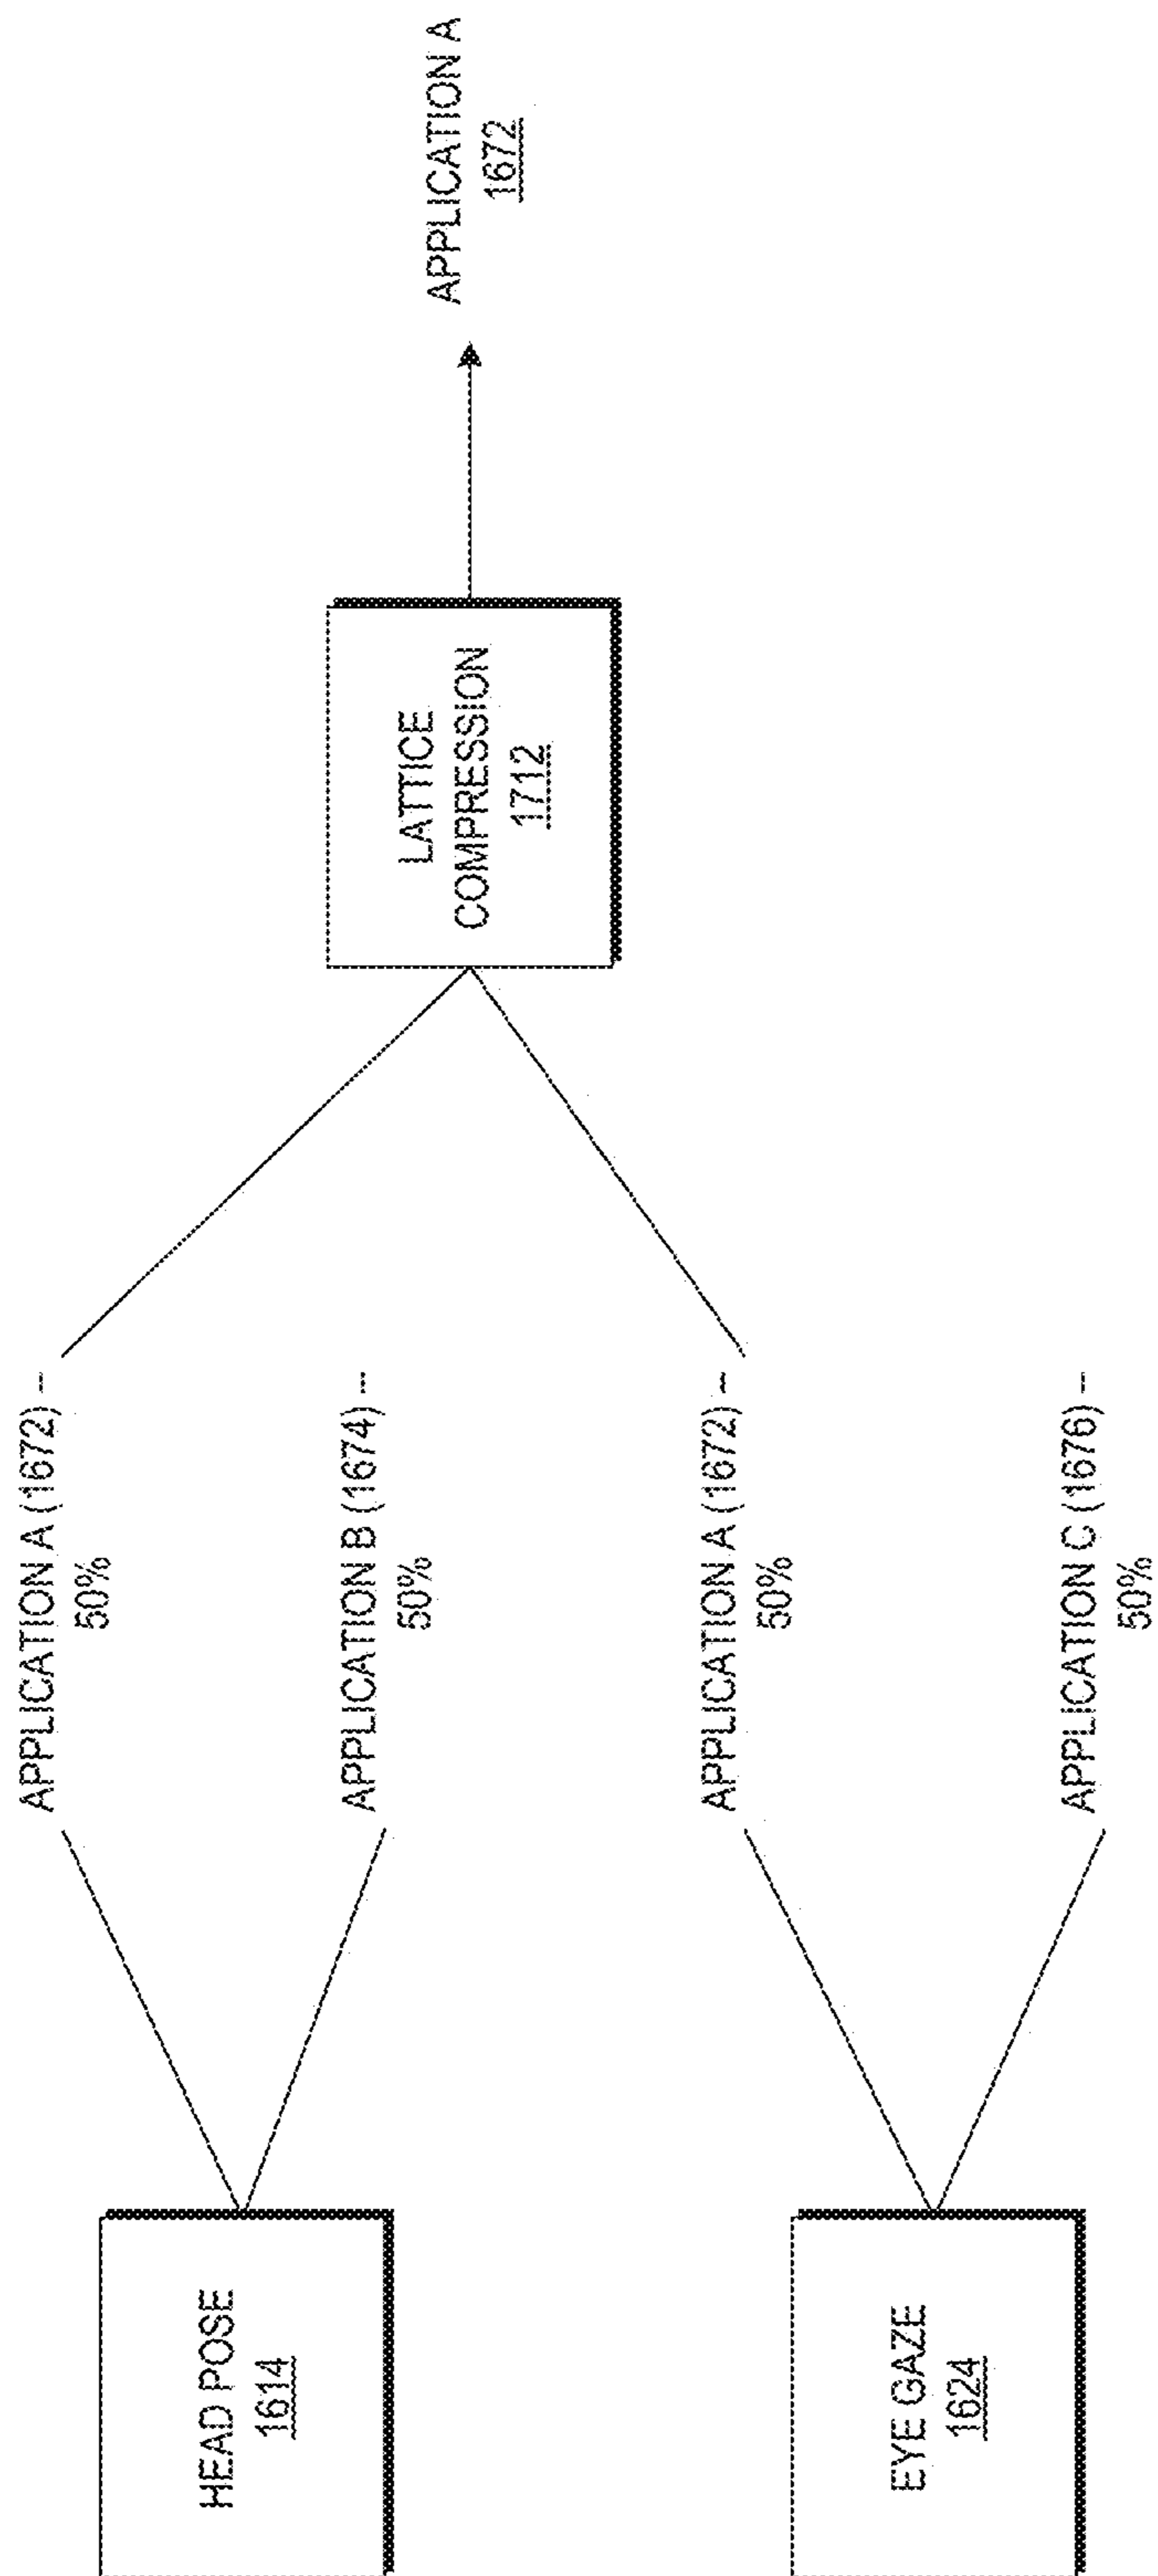 HEAD POSE
1614
EYE GAZE
1624
APPLICATION A (1672) --
50%
APPLICATION B (1674) --
50%
APPLICATION A (1672) --
50%
APPLICATION C (1676) --
50%
LATTICE
COMPRESSION
1712
APPLICATION A
1672